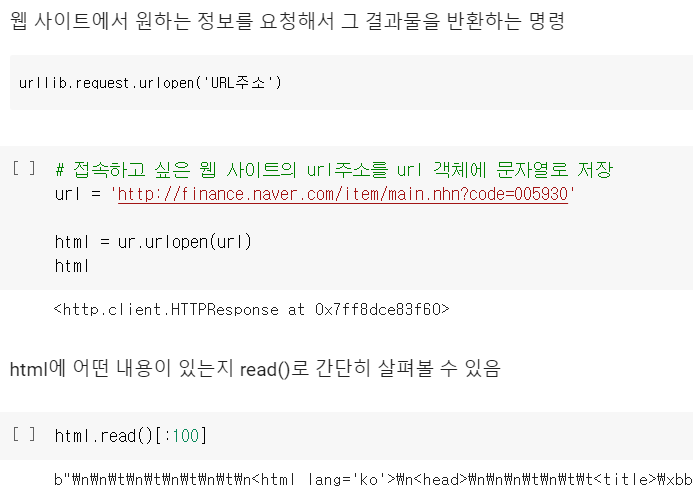 웹 사이트에서 원하는 정보를 요청해서 그 결과물을 반환하는 명령
urllib.request.urlopen('URL주소')
[ ] # 접속하고 싶은 웹 사이트의 url주소를 url 객체에 문자열로 저장
url = 'http://finance.naver.com/item/main.nhn?code=005930'
html = ur.urlopen(url)
html
<http.client.HTTPResponse at 0x7ff8dce83f60>
html에 어떤 내용이 있는지 read()로 간단히 살펴볼 수 있음
[ ] html.read()[:100]
b"₩n₩n₩t₩n₩t₩n₩t₩n₩t₩n<html lang='ko'>₩n<head>₩n₩n₩n₩t₩n₩t₩t<title>₩xbb